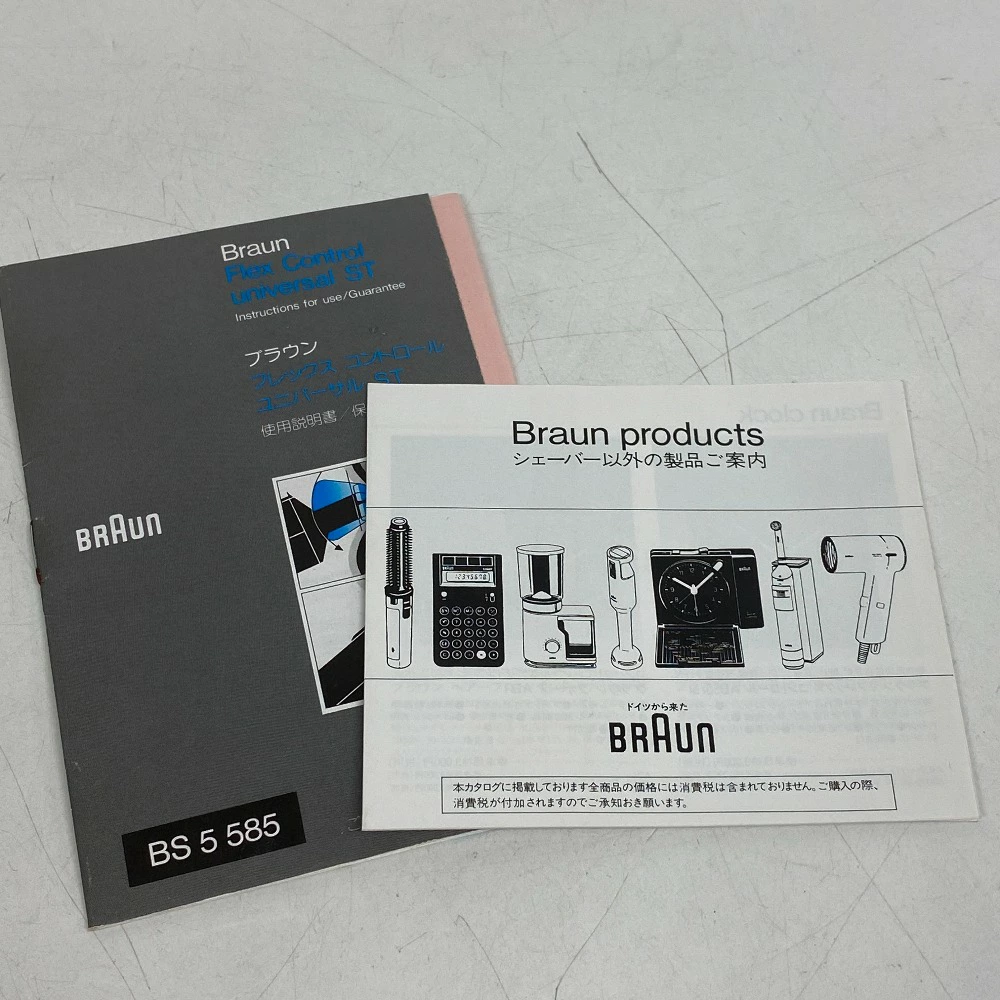 Braun
Flex Control
universal ST
Instructions for use/Guarantee
ブラウン
フレックス コントロール
ユニバーサル ST
使用説明書/保
BRAUN
BS 5 585
Braun products
シェーバー以外の製品ご案内
12345678
ドイツから来た
BRAUN
本カタログに掲載しております全商品の価格には消費税は含まれておりません。ご購入の際、
消費税が付加されますのでご承知おき願います。